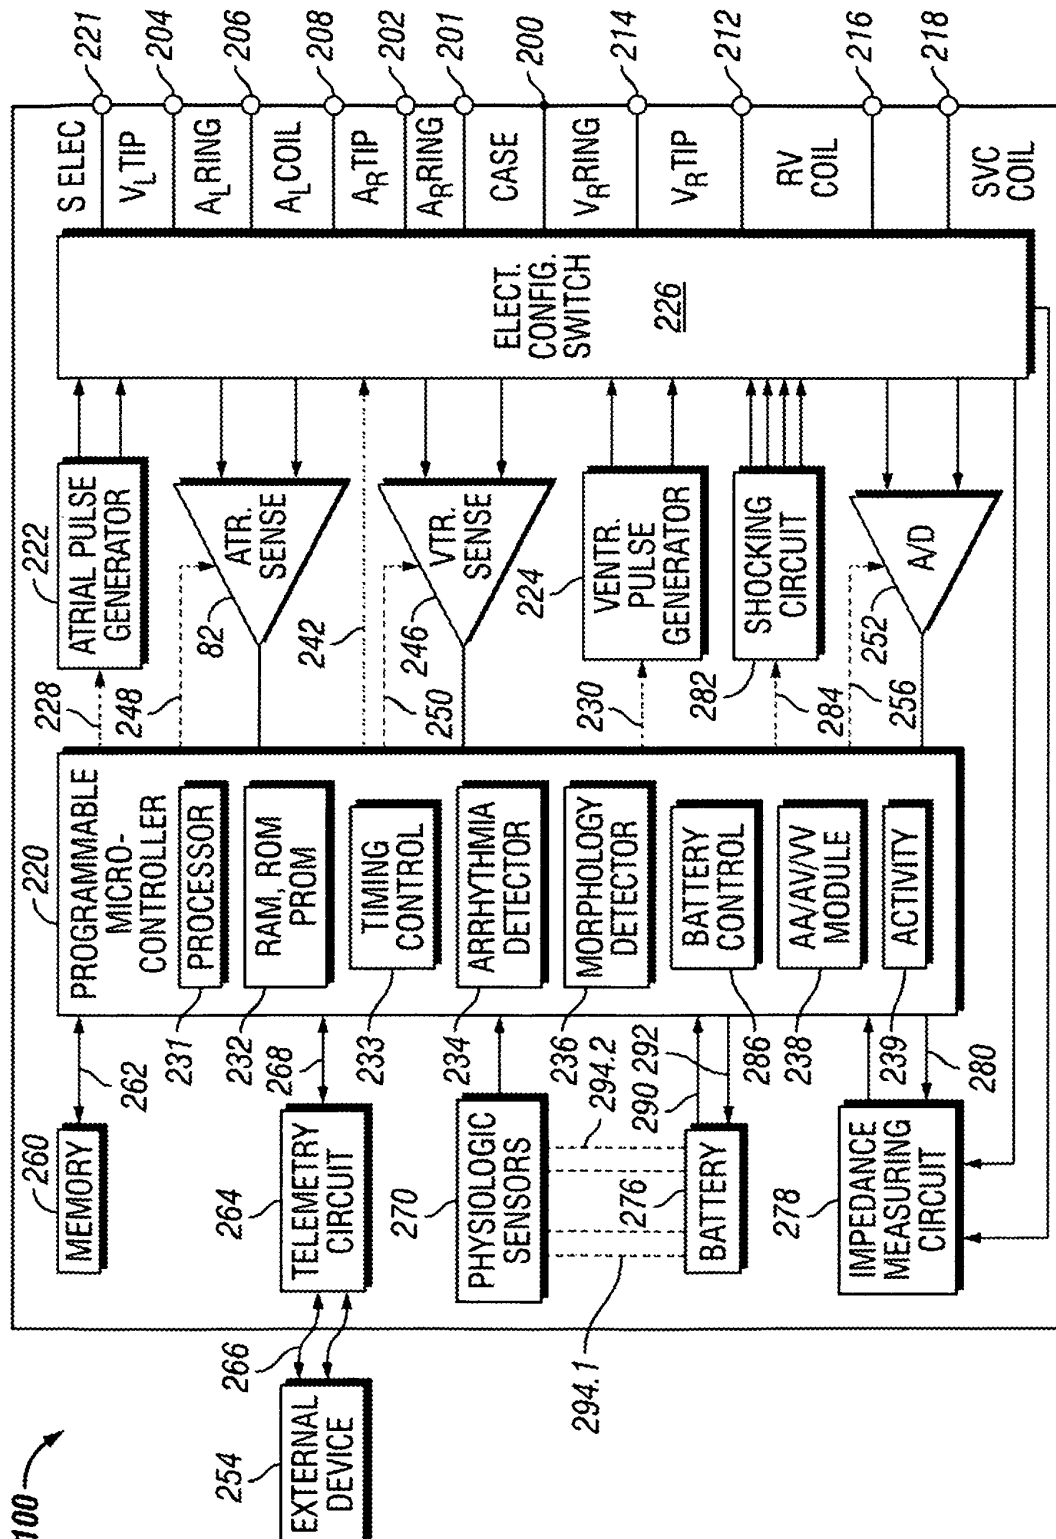 100
S ELEC
221
VL TIP
204
AL RING
206
AL COIL
208
AR TIP
202
AR RING
201
CASE
200
VR RING
214
VR TIP
212
RV
COIL
216
SVC
COIL
218
ELECT.
CONFIG.
SWITCH
226
222
ATRIAL PULSE
GENERATOR
228
248
82
ATR.
SENSE
242
246
VTR.
SENSE
250
224
VENTR.
PULSE
GENERATOR
230
282
SHOCKING
CIRCUIT
284
252
A/D
256
220
PROGRAMMABLE
MICRO-
CONTROLLER
PROCESSOR
231
RAM, ROM
PROM
232
TIMING
CONTROL
233
ARRHYTHMIA
DETECTOR
234
MORPHOLOGY
DETECTOR
236
BATTERY
CONTROL
286
AA/AV/VV
MODULE
238
ACTIVITY
239
260
MEMORY
262
264
TELEMETRY
CIRCUIT
268
270
PHYSIOLOGIC
SENSORS
294.2
290
292
276
BATTERY
294.1
278
IMPEDANCE
MEASURING
CIRCUIT
280
266
254
EXTERNAL
DEVICE